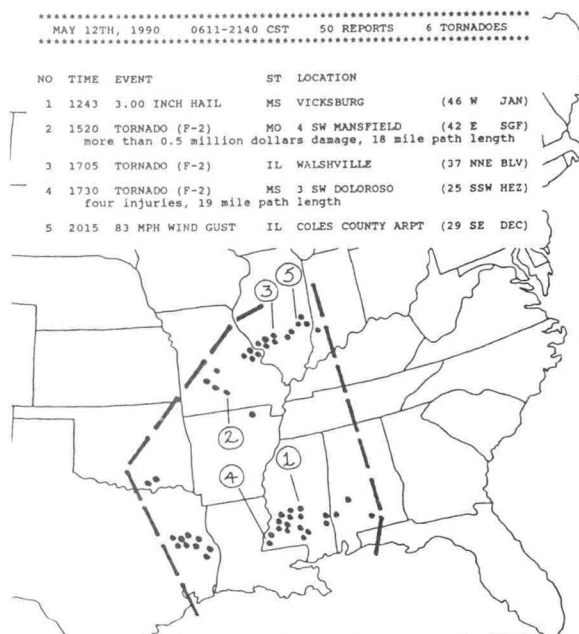 ************************************************************
MAY 12TH, 1990 0611-2140 CST 50 REPORTS 6 TORNADOES
************************************************************
NO TIME EVENT ST LOCATION
1 1243 3.00 INCH HAIL MS VICKSBURG (46 W JAN)
2 1520 TORNADO (F-2) MO 4 SW MANSFIELD (42 E SGF)
more than 0.5 million dollars damage, 18 mile path length
3 1705 TORNADO (F-2) IL WALSHVILLE (37 NNE BLV)
4 1730 TORNADO (F-2) MS 3 SW DOLOROSO (25 SSW HEZ)
four injuries, 19 mile path length
5 2015 83 MPH WIND GUST IL COLES COUNTY ARPT (29 SE DEC)
3 5
2
1
4